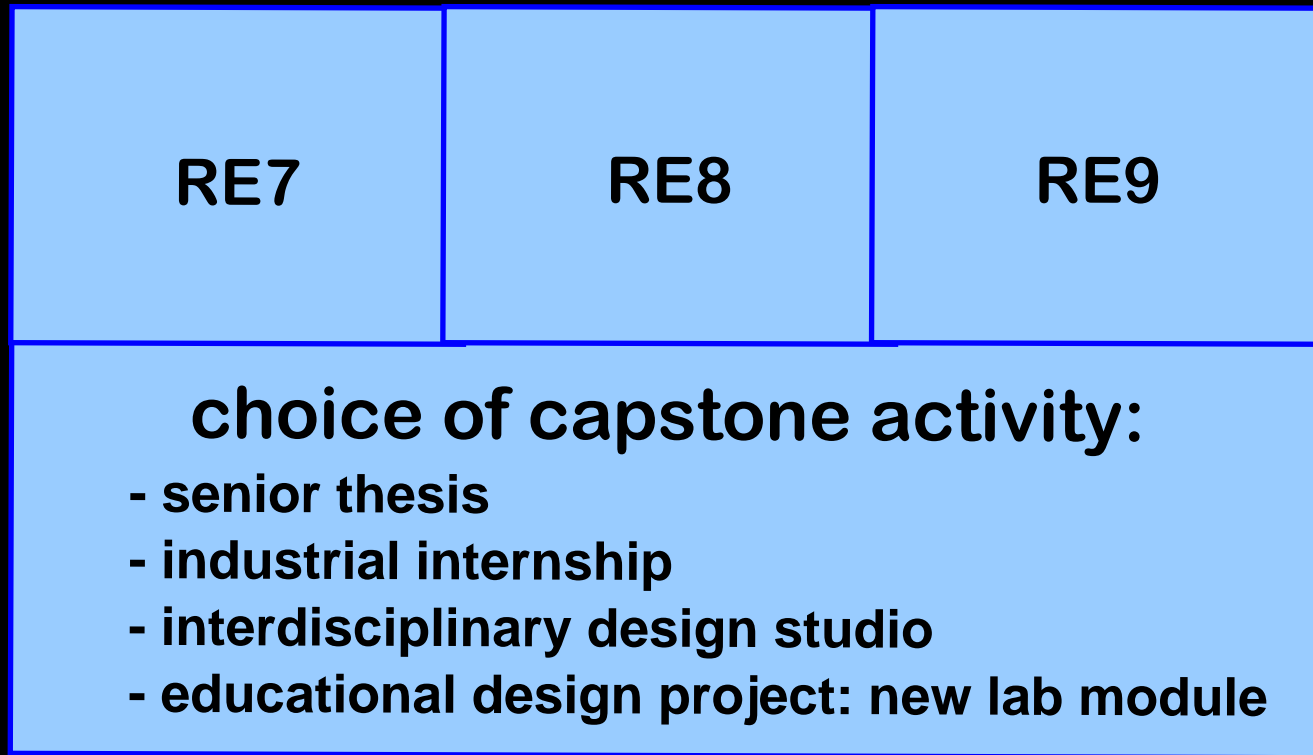 RE7 RE8 RE9
choice of capstone activity:
- senior thesis
- industrial internship
- interdisciplinary design studio
- educational design project: new lab module